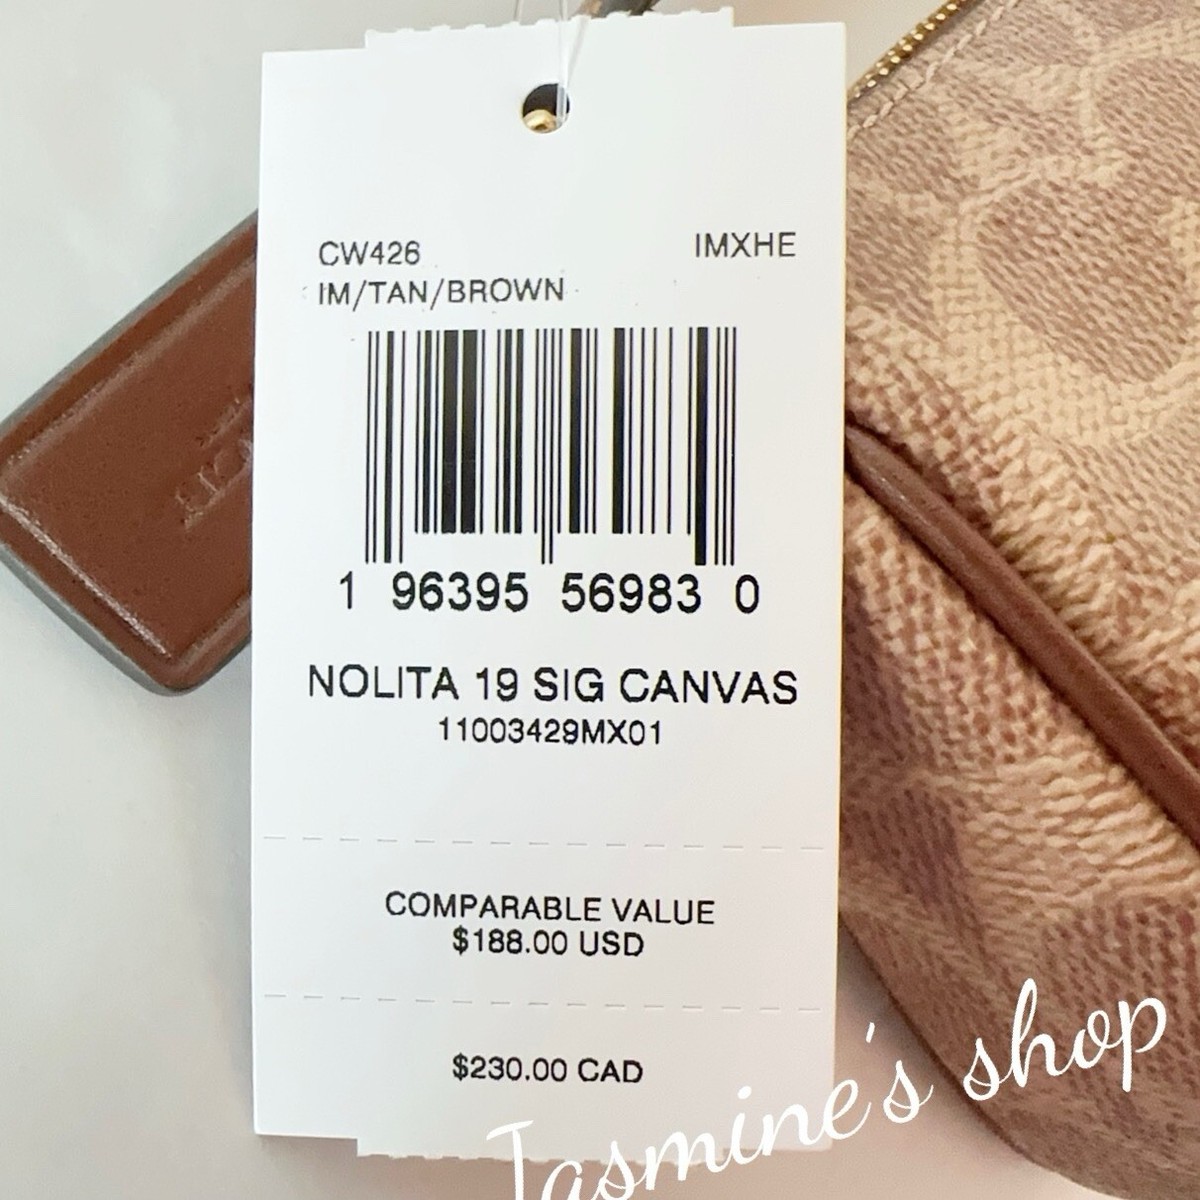 CW426 IMXHE
IM/TAN/BROWN
1 96395 56983 0
NOLITA 19 SIG CANVAS
11003429MX01
COMPARABLE VALUE
$188.00 USD
$230.00 CAD
Jasmine's shop